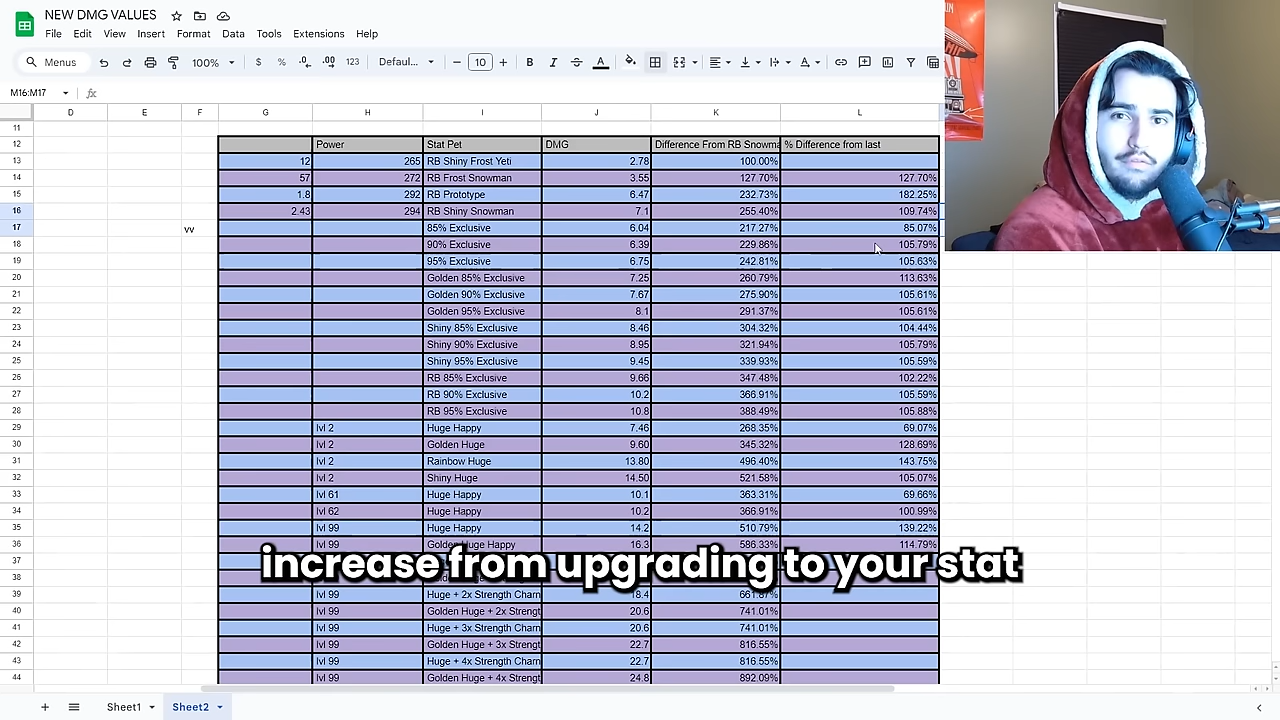 NEW DMG VALUES
File Edit View Insert Format Data Tools Extensions Help
Menus 100% $ % .0 .00 123 Defaul... 10 B I A
M16:M17 fx
D E F G H I J K L
11
12 Power Stat Pet DMG Difference From RB Snowma % Difference from last
13 12 265 RB Shiny Frost Yeti 2.78 100.00%
14 57 272 RB Frost Snowman 3.55 127.70% 127.70%
15 1.8 292 RB Prototype 6.47 232.73% 182.25%
16 2.43 294 RB Shiny Snowman 7.1 255.40% 109.74%
17 vv 85% Exclusive 6.04 217.27% 85.07%
18 90% Exclusive 6.39 229.86% 105.79%
19 95% Exclusive 6.75 242.81% 105.63%
20 Golden 85% Exclusive 7.25 260.79% 113.63%
21 Golden 90% Exclusive 7.67 275.90% 105.61%
22 Golden 95% Exclusive 8.1 291.37% 105.61%
23 Shiny 85% Exclusive 8.46 304.32% 104.44%
24 Shiny 90% Exclusive 8.95 321.94% 105.79%
25 Shiny 95% Exclusive 9.45 339.93% 105.59%
26 RB 85% Exclusive 9.66 347.48% 102.22%
27 RB 90% Exclusive 10.2 366.91% 105.59%
28 RB 95% Exclusive 10.8 388.49% 105.88%
29 lvl 2 Huge Happy 7.46 268.35% 69.07%
30 lvl 2 Golden Huge 9.60 345.32% 128.69%
31 lvl 2 Rainbow Huge 13.80 496.40% 143.75%
32 lvl 2 Shiny Huge 14.50 521.58% 105.07%
33 lvl 61 Huge Happy 10.1 363.31% 69.66%
34 lvl 62 Huge Happy 10.2 366.91% 100.99%
35 lvl 99 Huge Happy 14.2 510.79% 139.22%
36 lvl 99 Golden Huge Happy 16.3 586.33% 114.79%
increase from upgrading to your stat
37
38
39 lvl 99 Huge + 2x Strength Charn 18.4 661.87%
40 lvl 99 Golden Huge + 2x Strengt 20.6 741.01%
41 lvl 99 Huge + 3x Strength Charn 20.6 741.01%
42 lvl 99 Golden Huge + 3x Strengt 22.7 816.55%
43 lvl 99 Huge + 4x Strength Charn 22.7 816.55%
44 lvl 99 Golden Huge + 4x Strengt 24.8 892.09%
Sheet1 Sheet2